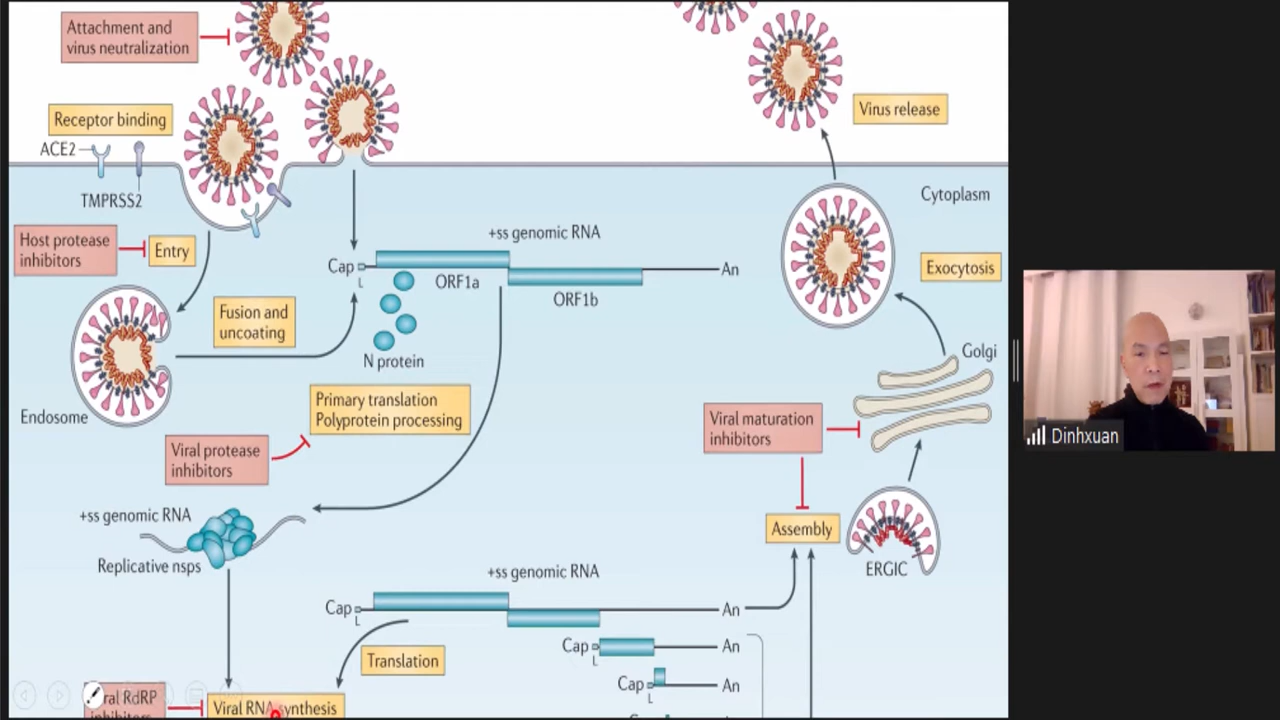 Attachment and
virus neutralization
Receptor binding
ACE2
TMPRSS2
Virus release
Cytoplasm
Host protease
inhibitors
Entry
+ss genomic RNA
Cap
L
ORF1a
ORF1b
An
N protein
Fusion and
uncoating
Endosome
Exocytosis
Golgi
Primary translation
Polyprotein processing
Viral protease
inhibitors
Viral maturation
inhibitors
Assembly
ERGIC
+ss genomic RNA
Replicative nsps
+ss genomic RNA
Cap
L
An
Translation
Cap
L
An
Cap
L
An
RdRP
inhibitors
Viral RNA synthesis
Dinhxuan